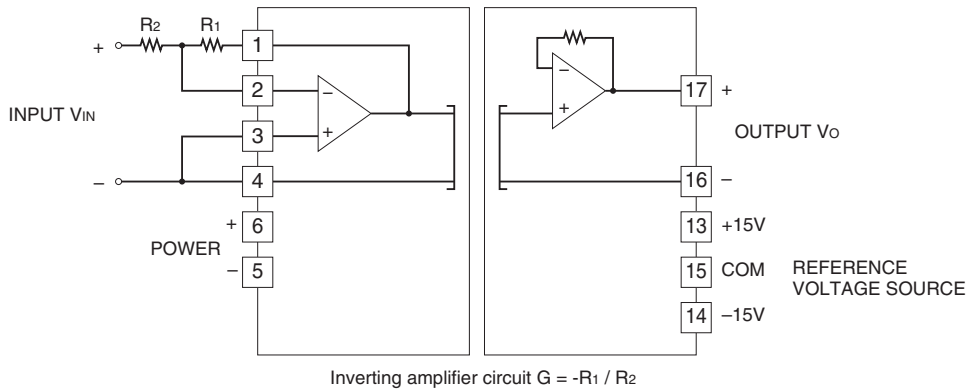 R2 R1
+ 1
2 – – 17 +
INPUT VIN
3 + + OUTPUT VO
– 4 16 –
+ 6 13 +15V
POWER
– 5 15 COM REFERENCE
VOLTAGE SOURCE
14 –15V
Inverting amplifier circuit G = -R1 / R2